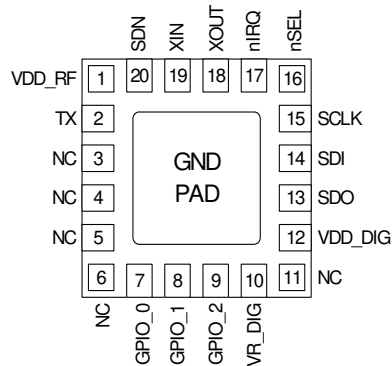 SDN
XIN
XOUT
nIRQ
nSEL
20
19
18
17
16
VDD_RF
1
TX
2
NC
3
NC
4
NC
5
GND
PAD
15
SCLK
14
SDI
13
SDO
12
VDD_DIG
11
NC
6
7
8
9
10
NC
GPIO_0
GPIO_1
GPIO_2
VR_DIG